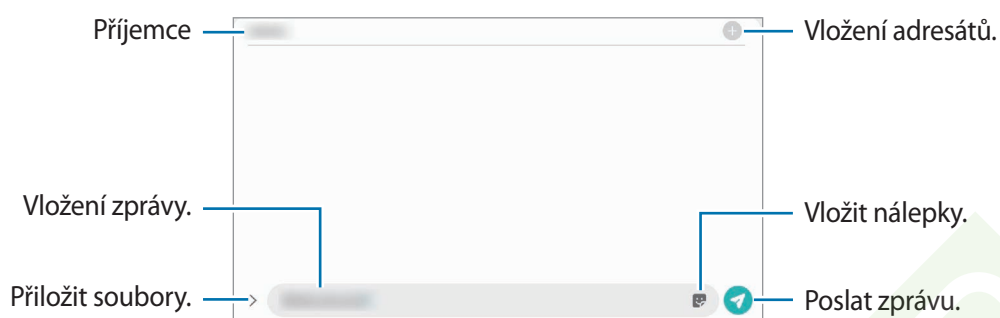 Příjemce
Vložení adresátů.
Vložení zprávy.
Vložit nálepky.
Přiložit soubory.
Poslat zprávu.